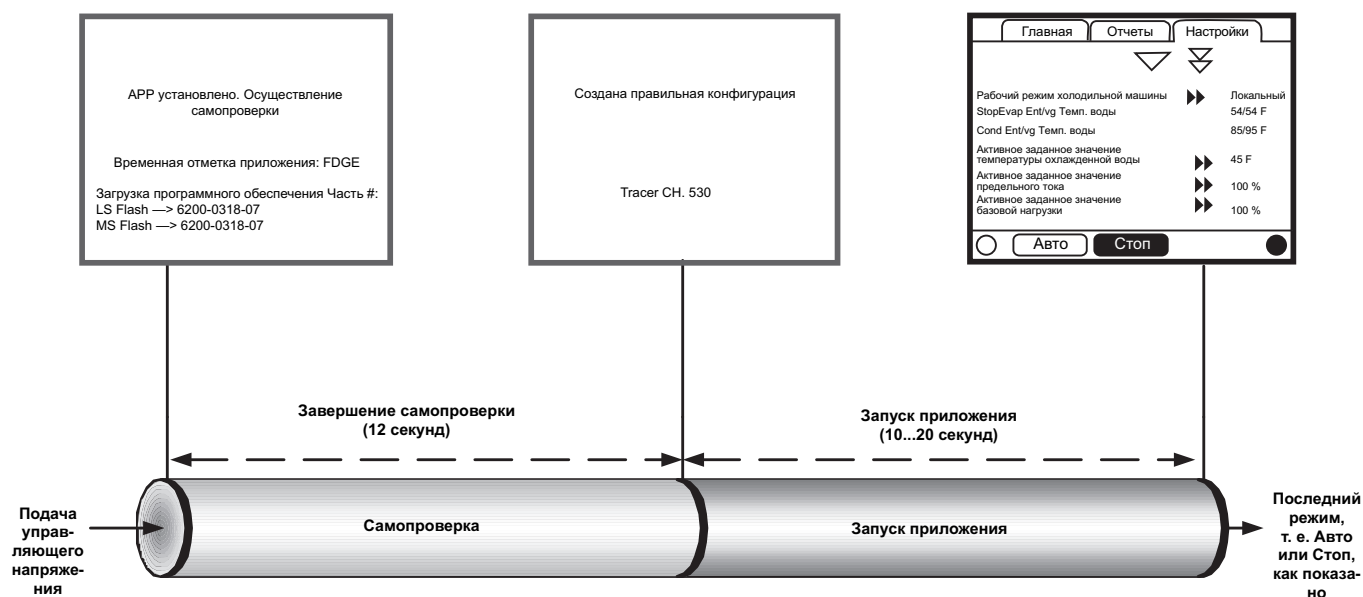 APP установлено. Осуществление
самопроверки
Временная отметка приложения: FDGE
Загрузка программного обеспечения Часть #:
LS Flash —> 6200-0318-07
MS Flash —> 6200-0318-07
Создана правильная конфигурация
Tracer CH. 530
Главная Отчеты Настройки
Рабочий режим холодильной машины Локальный
StopEvap Ent/vg Темп. воды 54/54 F
Cond Ent/vg Темп. воды 85/95 F
Активное заданное значение
температуры охлажденной воды 45 F
Активное заданное значение
предельного тока 100 %
Активное заданное значение
базовой нагрузки 100 %
Авто Стоп
Завершение самопроверки
(12 секунд)
Запуск приложения
(10...20 секунд)
Подача
управ-
ляющего
напряже-
ния
Самопроверка
Запуск приложения
Последний
режим,
т. е. Авто
или Стоп,
как показа-
но